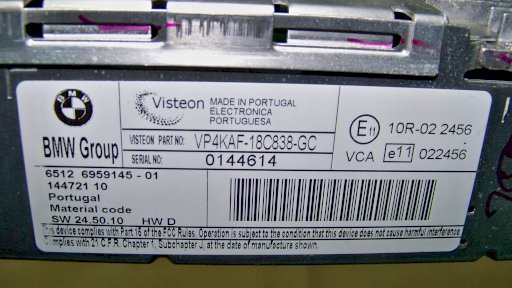 BMW
BMW Group
Visteon
MADE IN PORTUGAL
ELECTRONICA
PORTUGUESA
VISTEON PART NO: VP4KAF-18C838-GC
SERIAL NO: 0144614
E11 10R-02 2456
VCA e11 022456
6512 6959145 - 01
144721 10
Portugal
Material code
SW 24.50.10 HW D
This device complies with Part 15 of the FCC Rules. Operation is subject to the condition that this device does not cause harmful interference
Complies with 21 C.F.R. Chapter 1, Subchapter J, at the date of manufacture shown.